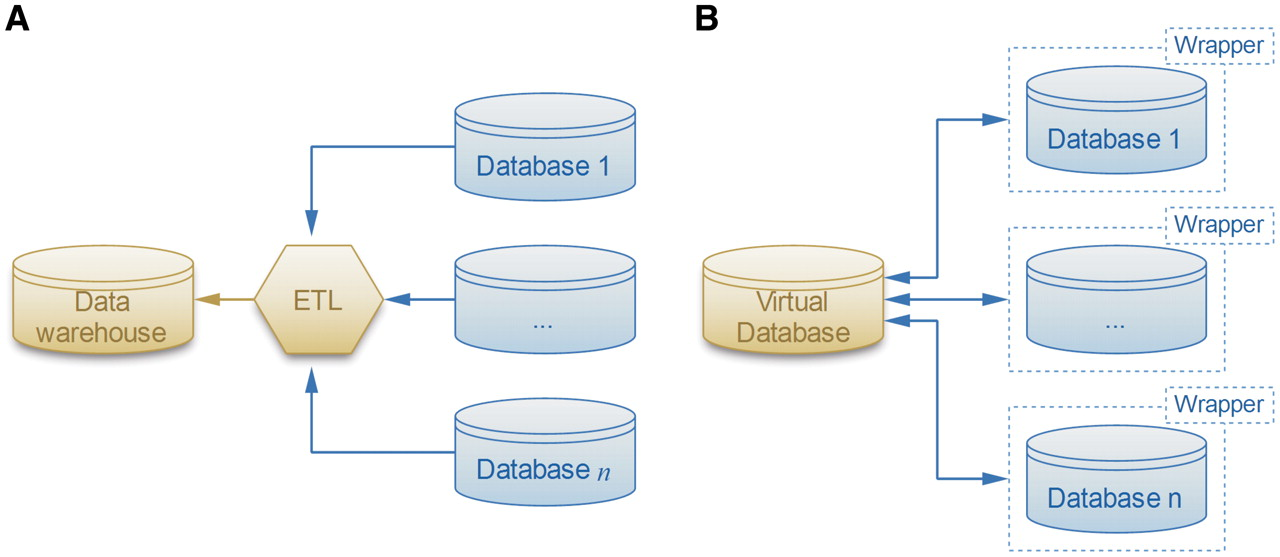 A
Database 1
Data
warehouse
ETL
...
Database n
B
Wrapper
Database 1
Wrapper
Virtual
Database
...
Wrapper
Database n